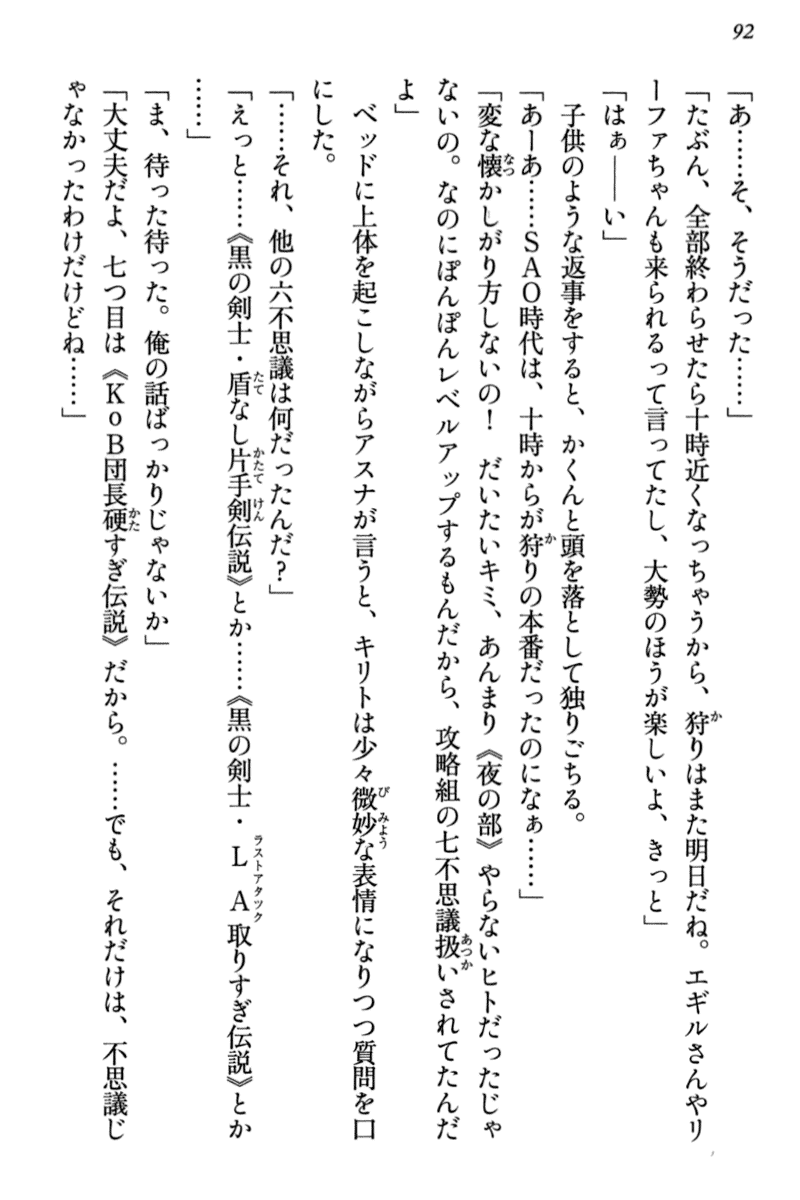 92
「あ……そ、そうだった……」
「たぶん、全部終わらせたら十時近くなっちゃうから、狩りはまた明日だね。エギルさんやリ
ーファちゃんも来られるって言ってたし、大勢のほうが楽しいよ、きっと」
「はぁ――い」
　子供のような返事をすると、かくんと頭を落として独りごちる。
「あーあ……ＳＡＯ時代は、十時からが狩りの本番だったのになぁ……」
「変な懐かしがり方しないの！　だいたいキミ、あんまり《夜の部》やらないヒトだったじゃ
ないの。なのにぽんぽんレベルアップするもんだから、攻略組の七不思議扱いされてたんだ
よ」
　ベッドに上体を起こしながらアスナが言うと、キリトは少々微妙な表情になりつつ質問を口
にした。
「……それ、他の六不思議は何だったんだ？」
「えっと……《黒の剣士・盾なし片手剣伝説》とか……《黒の剣士・ＬＡ取りすぎ伝説》とか
……」
「ま、待った待った。俺の話ばっかりじゃないか」
「大丈夫だよ、七つ目は《ＫｏＢ団長硬すぎ伝説》だから。……でも、それだけは、不思議じ
ゃなかったわけだけどね……」